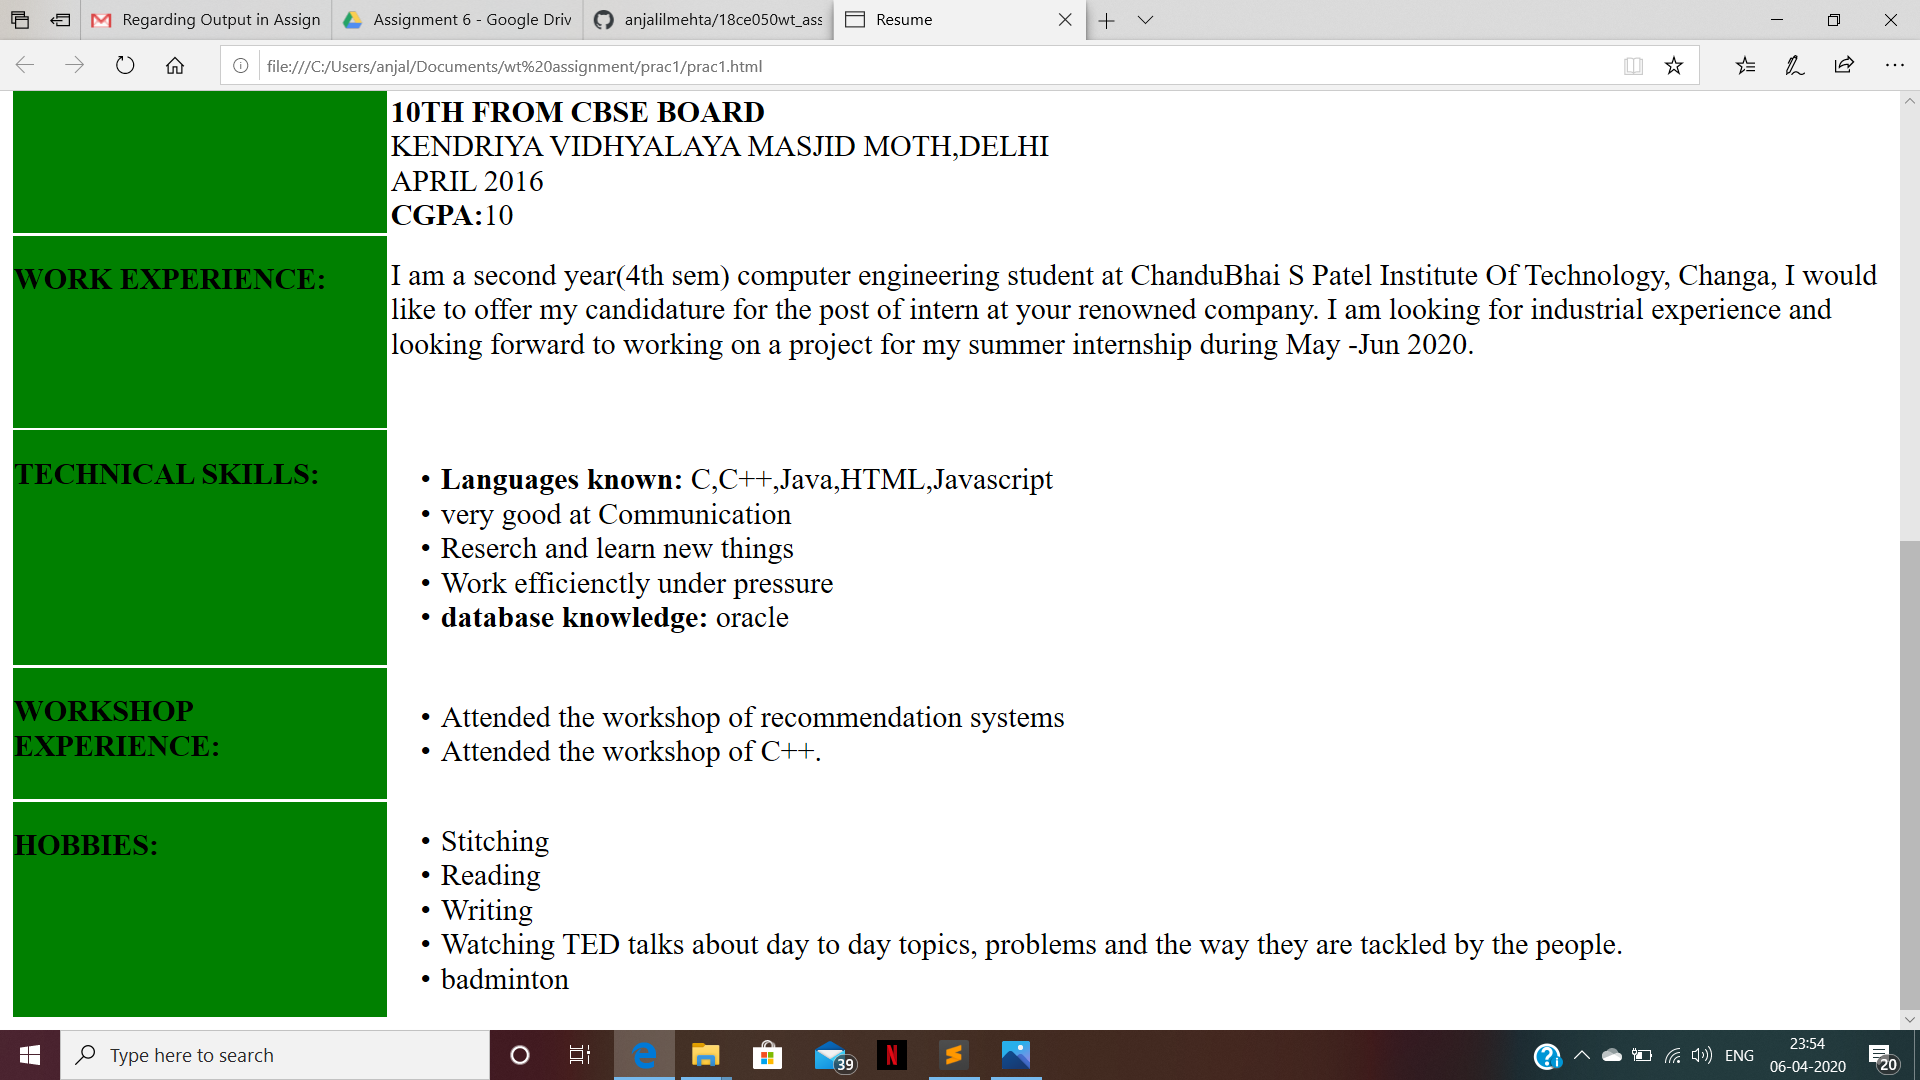 Regarding Output in Assign
Assignment 6 - Google Driv
anjalilmehta/18ce050wt_ass
Resume
file:///C:/Users/anjal/Documents/wt%20assignment/prac1/prac1.html
10TH FROM CBSE BOARD
KENDRIYA VIDHYALAYA MASJID MOTH,DELHI
APRIL 2016
CGPA:10
WORK EXPERIENCE:
I am a second year(4th sem) computer engineering student at ChanduBhai S Patel Institute Of Technology, Changa, I would
like to offer my candidature for the post of intern at your renowned company. I am looking for industrial experience and
looking forward to working on a project for my summer internship during May -Jun 2020.
TECHNICAL SKILLS:
• Languages known: C,C++,Java,HTML,Javascript
• very good at Communication
• Reserch and learn new things
• Work efficienctly under pressure
• database knowledge: oracle
WORKSHOP
EXPERIENCE:
• Attended the workshop of recommendation systems
• Attended the workshop of C++.
HOBBIES:
• Stitching
• Reading
• Writing
• Watching TED talks about day to day topics, problems and the way they are tackled by the people.
• badminton
Type here to search
39
N
ENG
23:54
06-04-2020
20